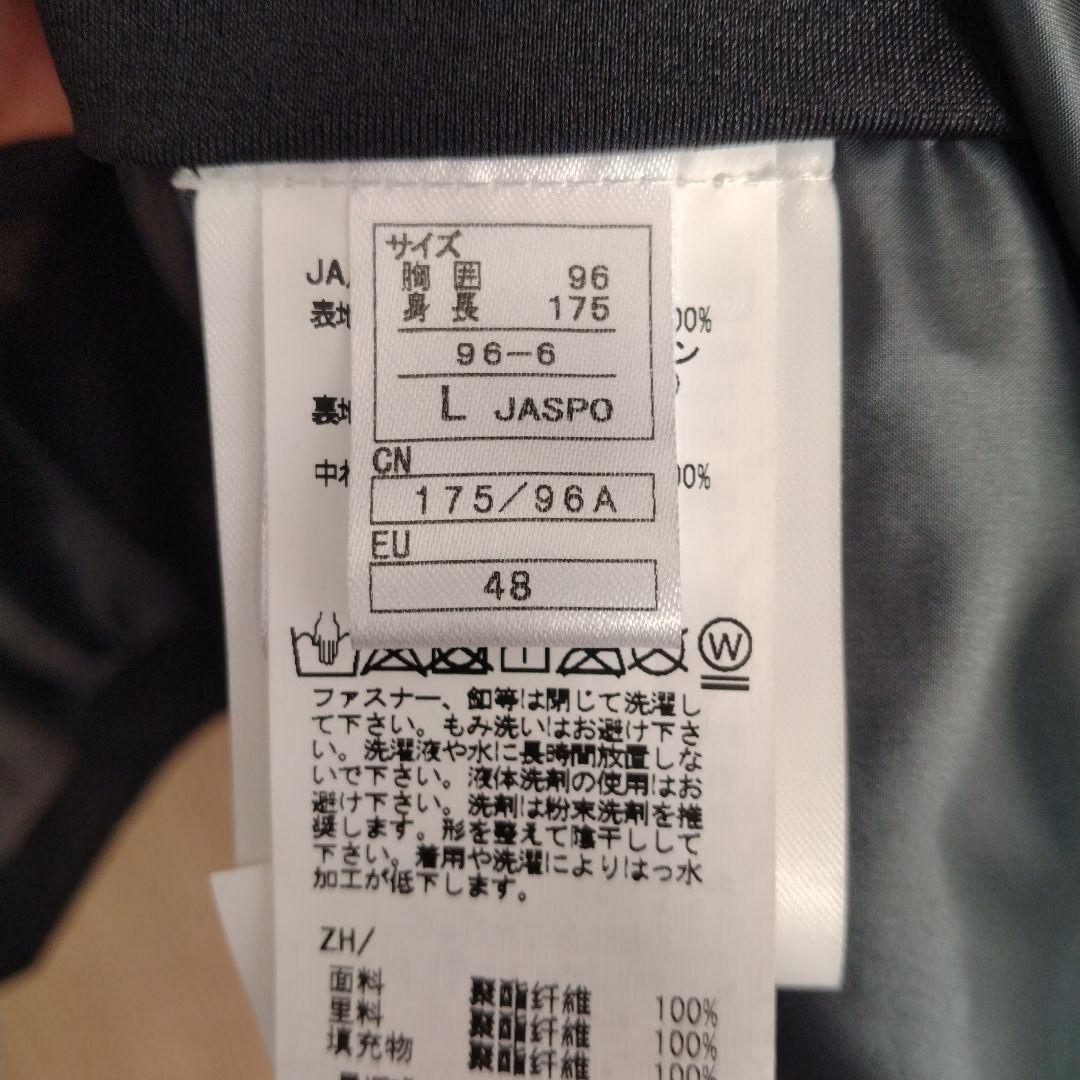 サイズ
胸囲 96
身長 175
96-6
L JASPO
CN
175/96A
EU
48
JA/
表地
00%
ン
裏地
00%
W
ファスナー、釦等は閉じて洗濯し
て下さい。もみ洗いはお避け下さ
い。洗濯液や水に長時間放置しな
いで下さい。液体洗剤の使用はお
避け下さい。洗剤は粉末洗剤を推
奨します。形を整えて陰干しして
下さい。着用や洗濯によりはっ水
加工が低下します。
ZH/
面料 聚酯纤维 100%
里料 聚酯纤维 100%
填充物 聚酯纤维 100%